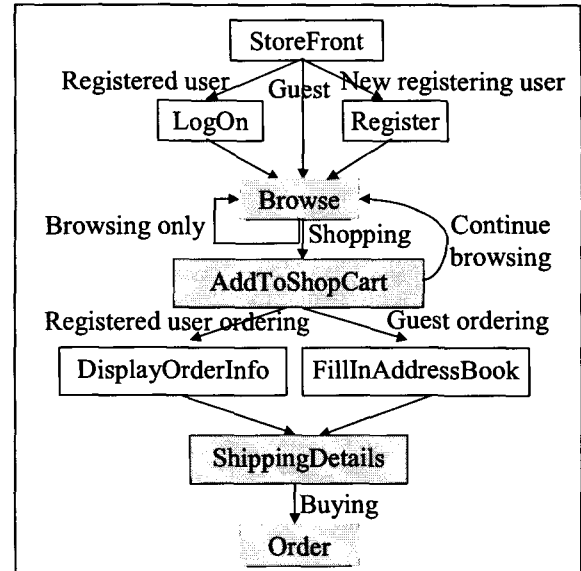 StoreFront
Registered user
Guest
New registering user
LogOn
Register
Browse
Browsing only
Shopping
Continue
browsing
AddToShopCart
Registered user ordering
Guest ordering
DisplayOrderInfo
FillInAddressBook
ShippingDetails
Buying
Order